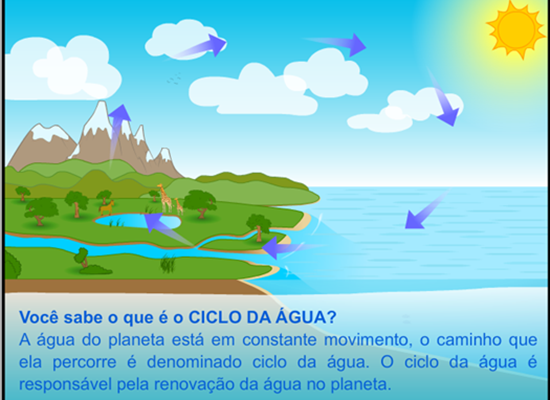 Você sabe o que é o CICLO DA ÁGUA?
A água do planeta está em constante movimento, o caminho que
ela percorre é denominado ciclo da água. O ciclo da água é
responsável pela renovação da água no planeta.